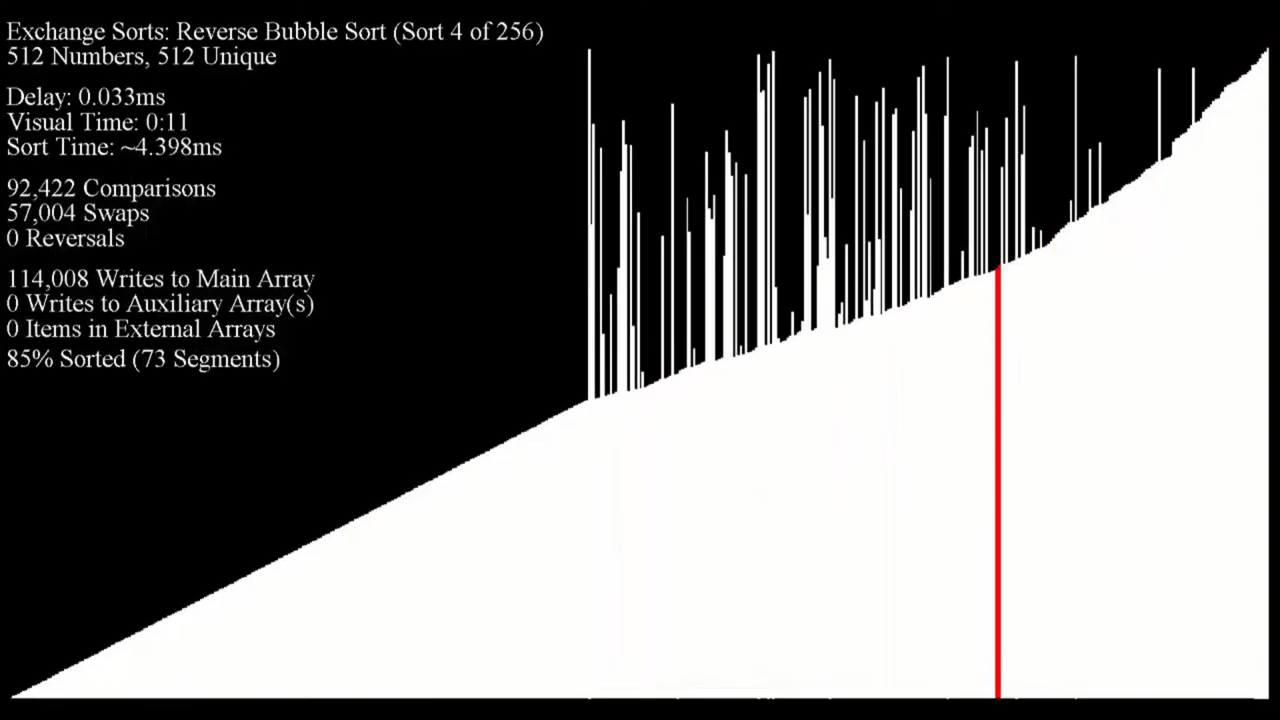 Exchange Sorts: Reverse Bubble Sort (Sort 4 of 256)
512 Numbers, 512 Unique
Delay: 0.033ms
Visual Time: 0:11
Sort Time: ~4.398ms
92,422 Comparisons
57,004 Swaps
0 Reversals
114,008 Writes to Main Array
0 Writes to Auxiliary Array(s)
0 Items in External Arrays
85% Sorted (73 Segments)